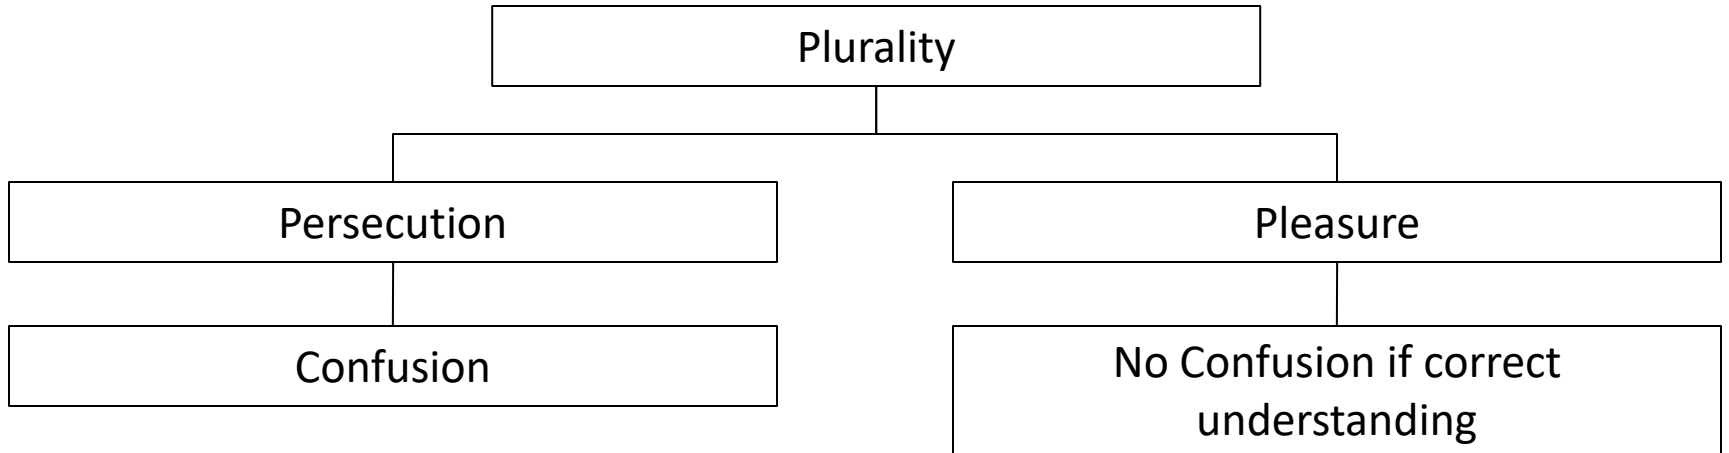 Plurality
Persecution
Pleasure
Confusion
No Confusion if correct
understanding